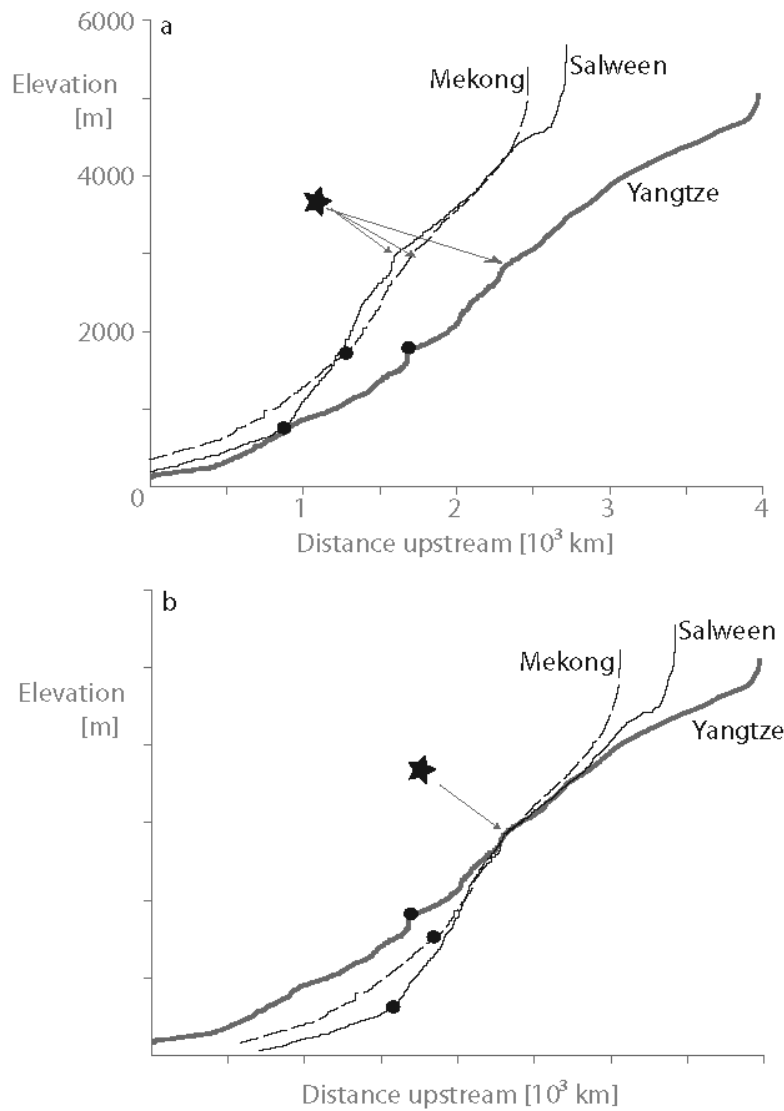 6000
a
Elevation
[m]
Mekong
Salween
4000
Yangtze
2000
0
1
2
3
4
Distance upstream [10³ km]
b
Salween
Mekong
Elevation
[m]
Yangtze
Distance upstream [10³ km]